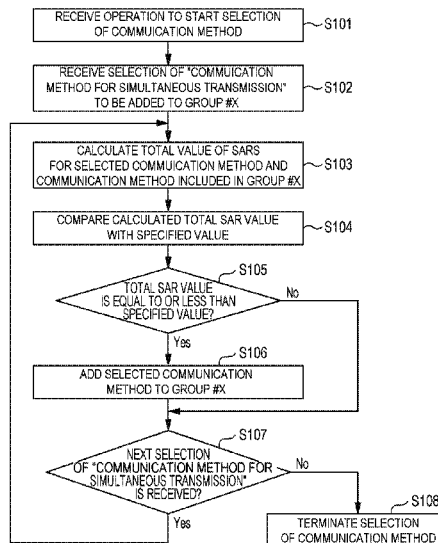 RECEIVE OPERATION TO START SELECTION
OF COMMUICATION METHOD
S101
RECEIVE SELECTION OF "COMMUICATION
METHOD FOR SIMULTANEOUS TRANSMISSION"
TO BE ADDED TO GROUP #X
S102
CALCULATE TOTAL VALUE OF SARS
FOR SELECTED COMMUICATION METHOD AND
COMMUNICATION METHOD INCLUDED IN GROUP #X
S103
COMPARE CALCULATED TOTAL SAR VALUE
WITH SPECIFIED VALUE
S104
S105
TOTAL SAR VALUE
IS EQUAL TO OR LESS THAN
SPECIFIED VALUE?
No
Yes
S106
ADD SELECTED COMMUNICATION
METHOD TO GROUP #X
S107
NEXT SELECTION
OF "COMMUNICATION METHOD FOR
SIMULTANEOUS TRANSMISSION"
IS RECEIVED?
No
Yes
S108
TERMINATE SELECTION
OF COMMUNICATION METHOD